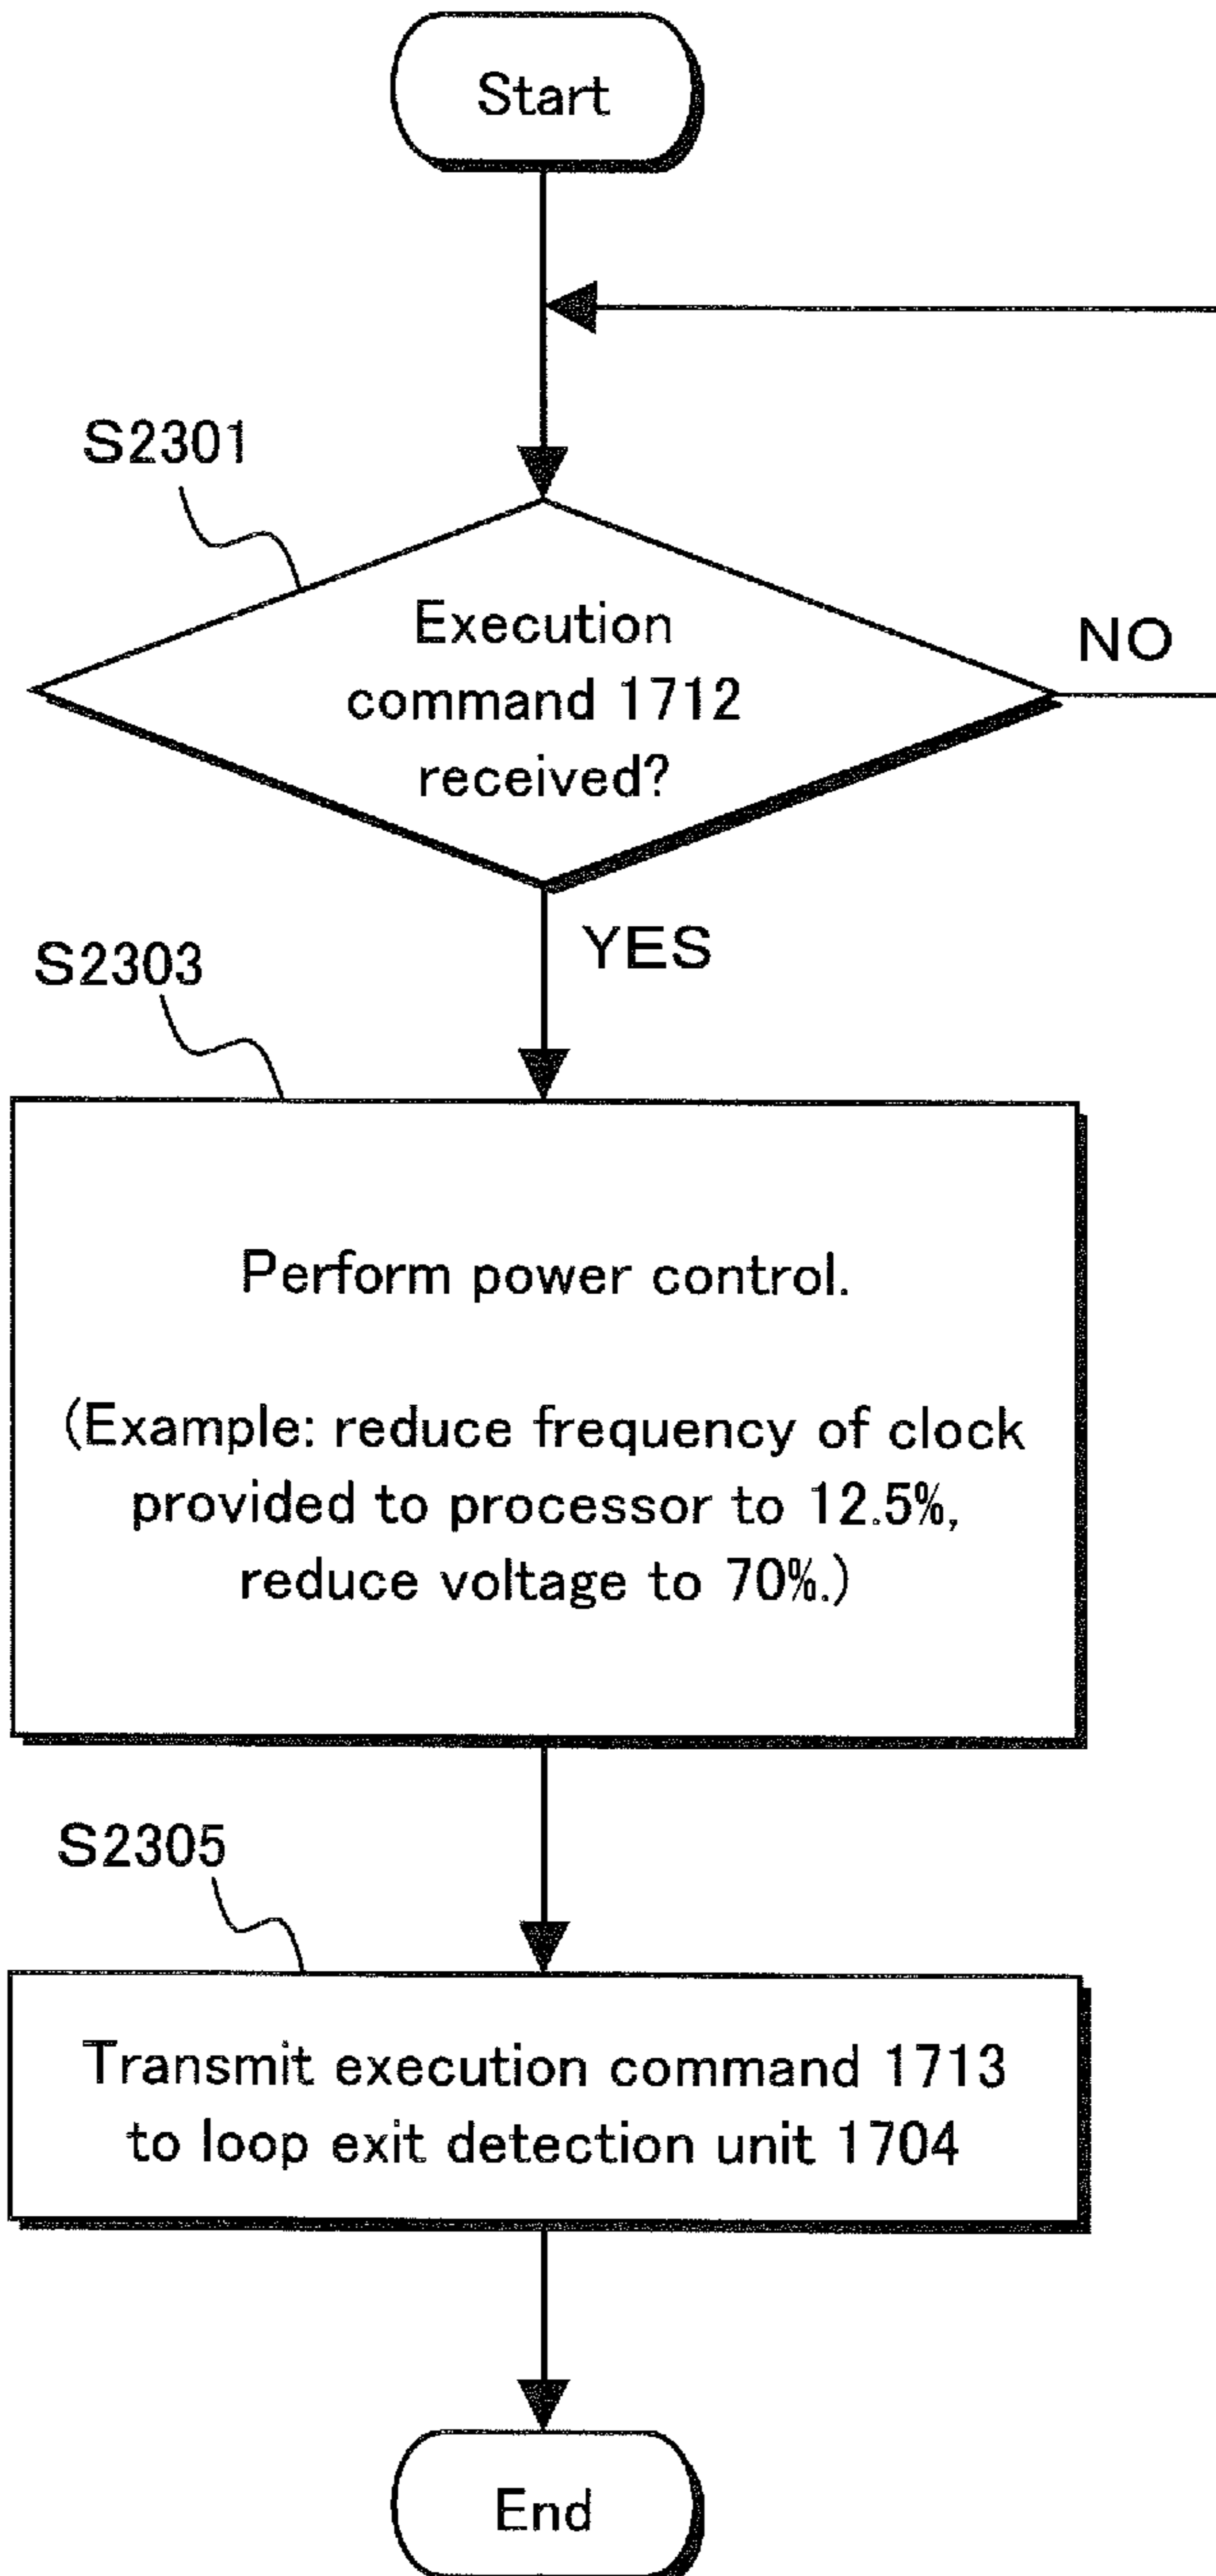 Start
S2301
Execution
command 1712
received?
NO
YES
S2303
Perform power control.
(Example: reduce frequency of clock
provided to processor to 12.5%,
reduce voltage to 70%.)
S2305
Transmit execution command 1713
to loop exit detection unit 1704
End